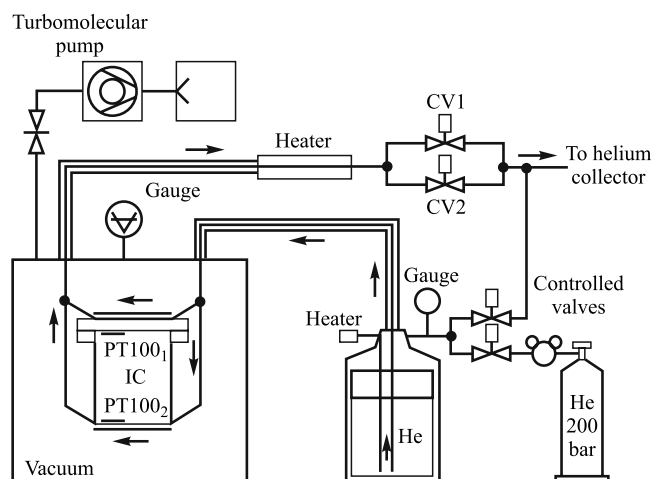 Turbomolecular
pump
CV1
Heater
To helium
collector
Gauge
CV2
Gauge
Controlled
valves
Heater
PT100₁
IC
PT100₂
He
He
200
bar
Vacuum